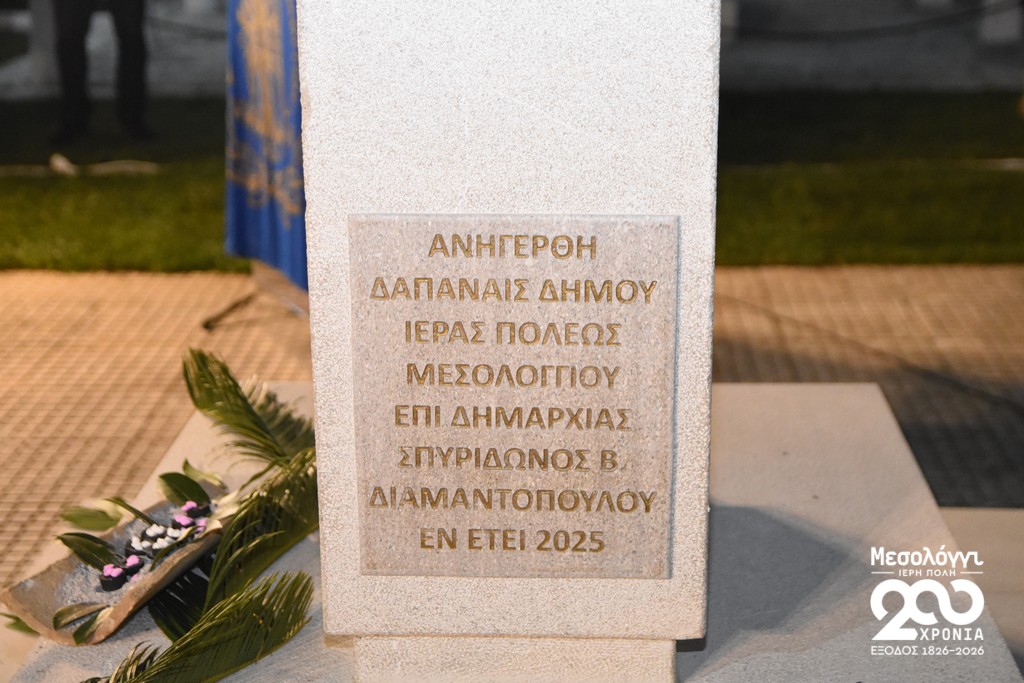 ΑΝΗΓΕΡΘΗ
ΔΑΠΑΝΑΙΣ ΔΗΜΟΥ
ΙΕΡΑΣ ΠΟΛΕΩΣ
ΜΕΣΟΛΟΓΓΙΟΥ
ΕΠΙ ΔΗΜΑΡΧΙΑΣ
ΣΠΥΡΙΔΩΝΟΣ Β.
ΔΙΑΜΑΝΤΟΠΟΥΛΟΥ
ΕΝ ΕΤΕΙ 2025
Μεσολόγγι
ΙΕΡΗ ΠΟΛΗ
200
ΧΡΟΝΙΑ
ΕΞΟΔΟΣ 1826-2026